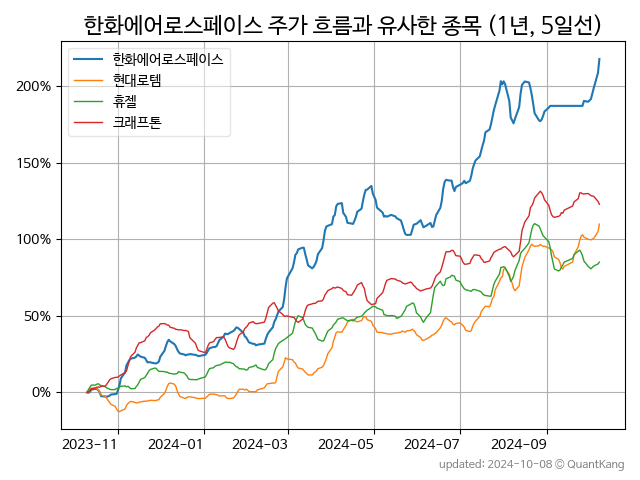 한화에어로스페이스 주가 흐름과 유사한 종목 (1년, 5일선)
한화에어로스페이스
현대로템
휴젤
크래프톤
200%
150%
100%
50%
0%
2023-11 2024-01 2024-03 2024-05 2024-07 2024-09
updated: 2024-10-08 © QuantKang